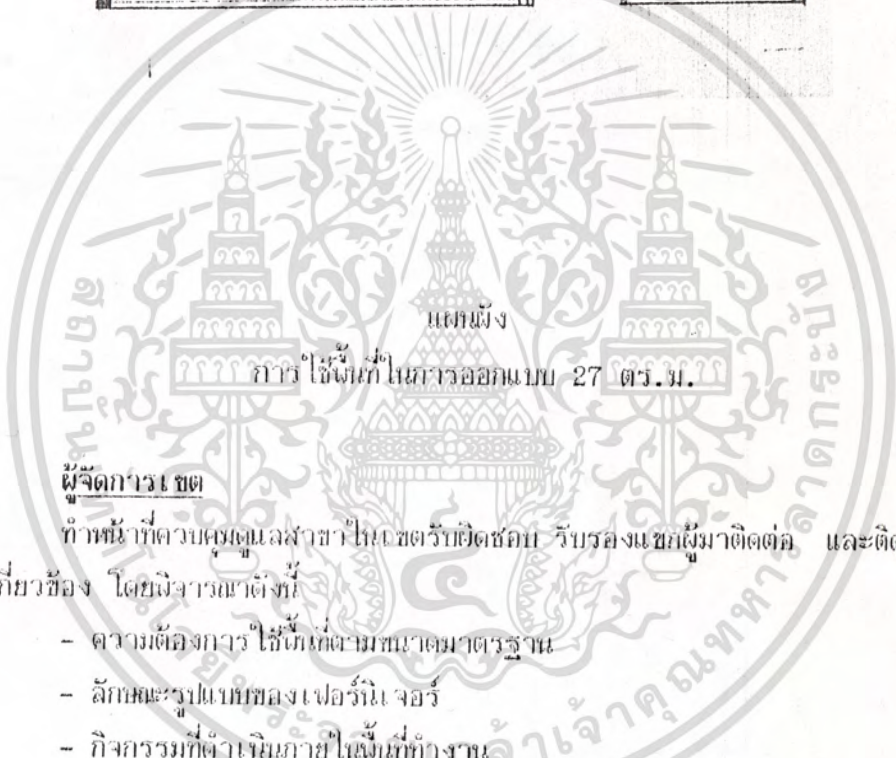 แผนผัง
การใช้พื้นที่ในการออกแบบ 27 ตร.ม.
ผู้จัดการเขต
ทำหน้าที่ควบคุมดูแลสาขาในเขตรับผิดชอบ รับรองแขกผู้มาติดต่อ และติด
กี่ยวข้อง โดยพิจารณาดังนี้
- ความต้องการใช้พื้นที่ตามขนาดมาตรฐาน
- ลักษณะรูปแบบของเฟอร์นิเจอร์
- กิจกรรมที่ดำเนินภายในพื้นที่ทำงาน